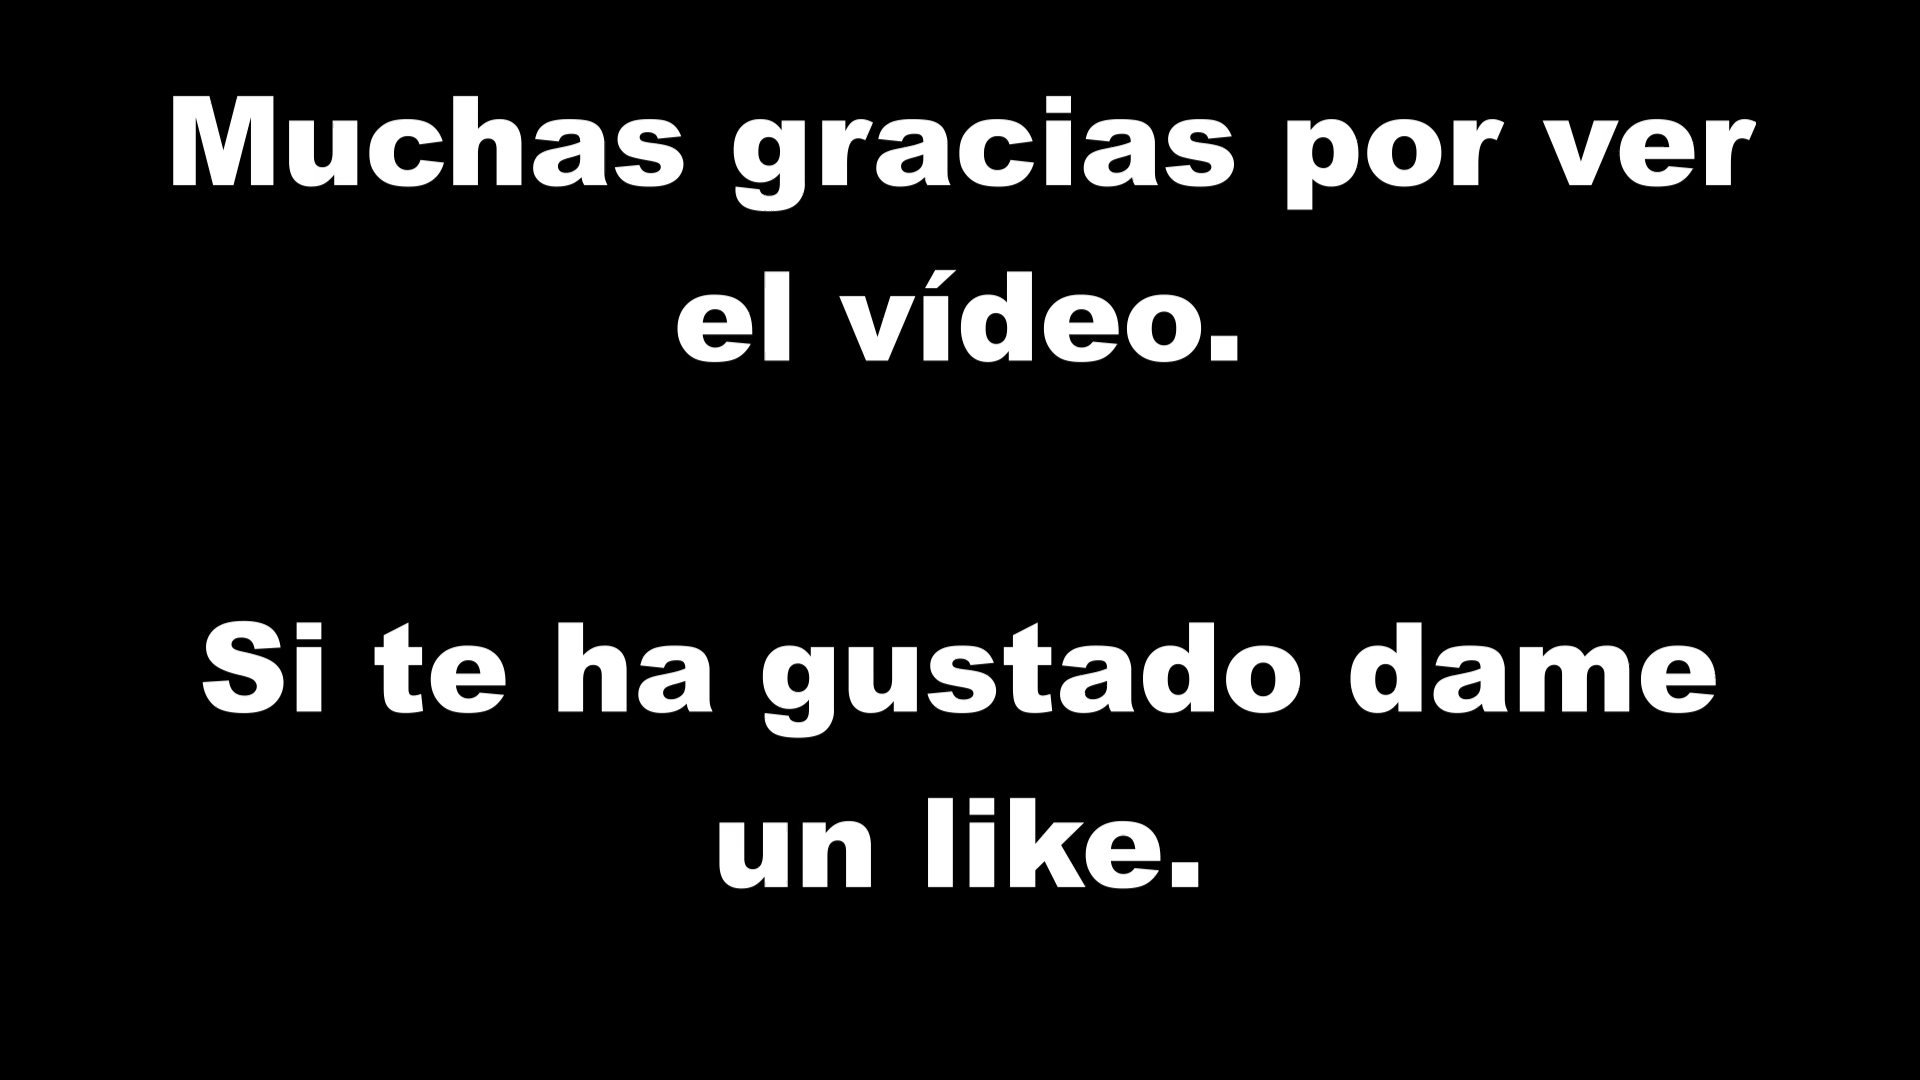 Muchas gracias por ver
el vídeo.
Si te ha gustado dame
un like.